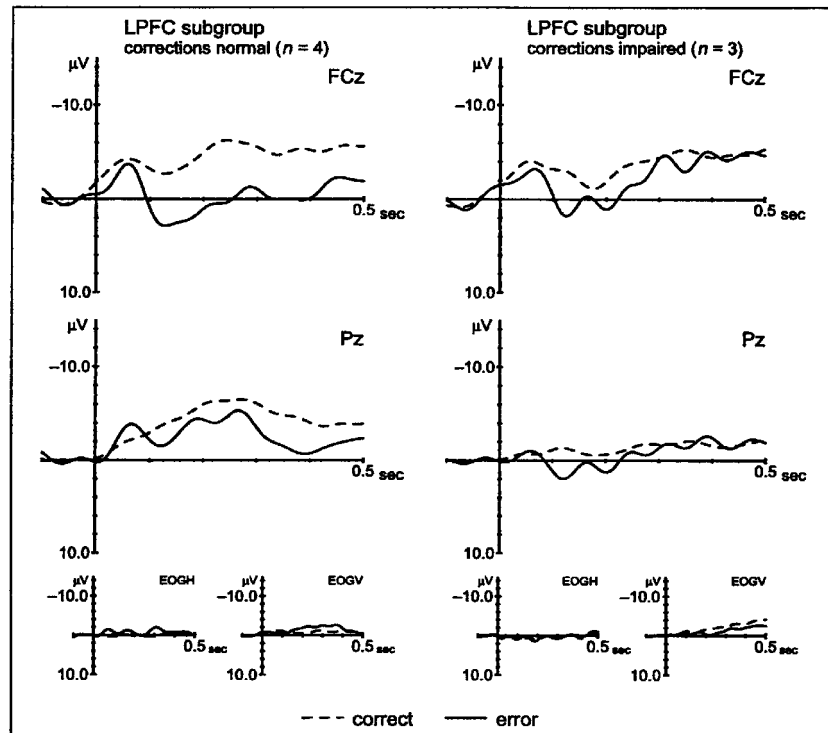 LPFC subgroup
corrections normal (n = 4)
µV
FCz
–10.0
0.5 sec
10.0
LPFC subgroup
corrections impaired (n = 3)
µV
FCz
–10.0
0.5 sec
10.0
µV
Pz
–10.0
0.5 sec
10.0
µV
Pz
–10.0
0.5 sec
10.0
µV
EOGH
–10.0
0.5 sec
10.0
µV
EOGV
–10.0
0.5 sec
10.0
µV
EOGH
–10.0
0.5 sec
10.0
µV
EOGV
–10.0
0.5 sec
10.0
correct
error